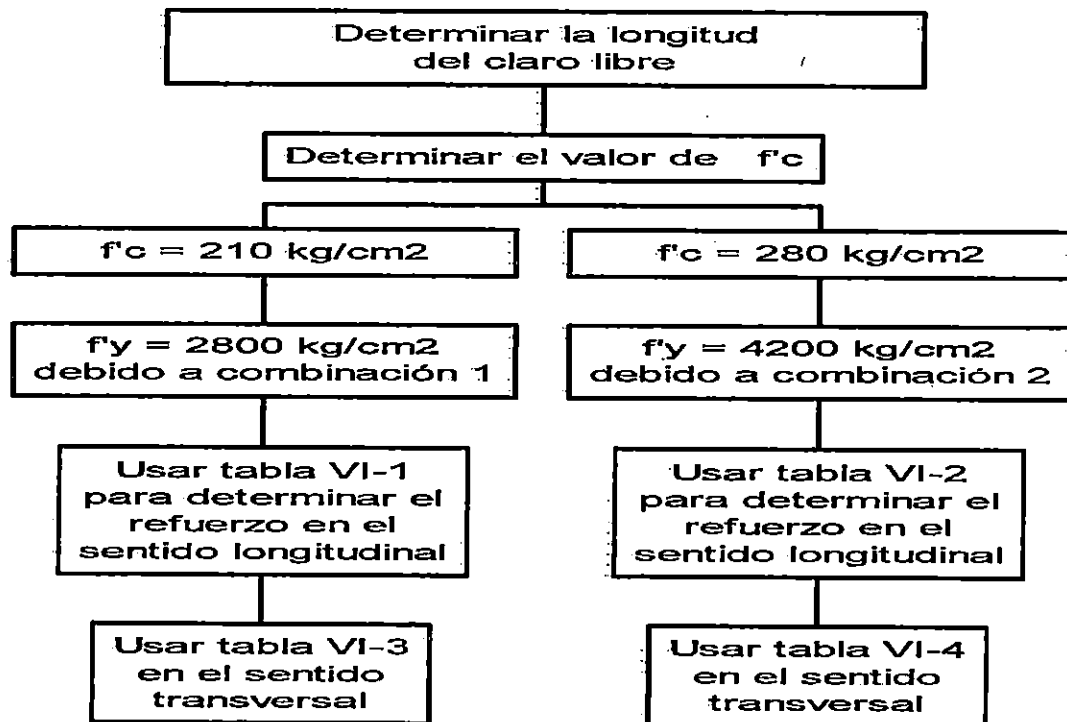 Determinar la longitud
del claro libre
Determinar el valor de f'c
f'c = 210 kg/cm2
f'c = 280 kg/cm2
f'y = 2800 kg/cm2
debido a combinación 1
f'y = 4200 kg/cm2
debido a combinación 2
Usar tabla VI-1
para determinar el
refuerzo en el
sentido longitudinal
Usar tabla VI-2
para determinar el
refuerzo en el
sentido longitudinal
Usar tabla VI-3
en el sentido
transversal
Usar tabla VI-4
en el sentido
transversal